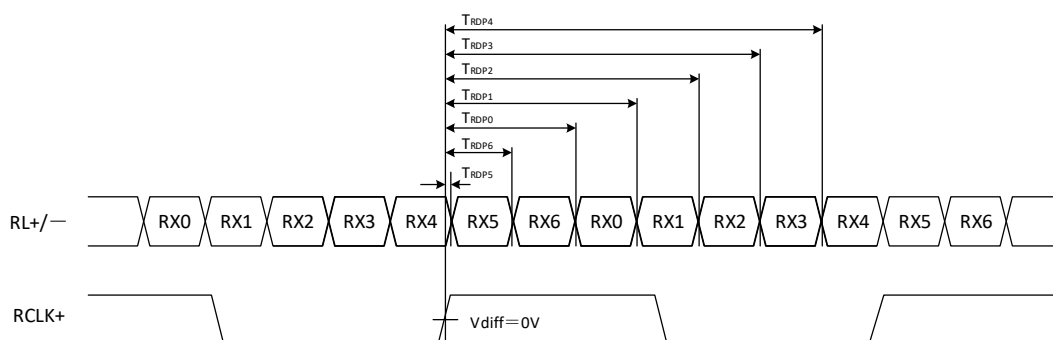 TRDP4
TRDP3
TRDP2
TRDP1
TRDP0
TRDP6
TRDP5
RL+/— RX0 RX1 RX2 RX3 RX4 RX5 RX6 RX0 RX1 RX2 RX3 RX4 RX5 RX6
RCLK+ Vdiff＝0V